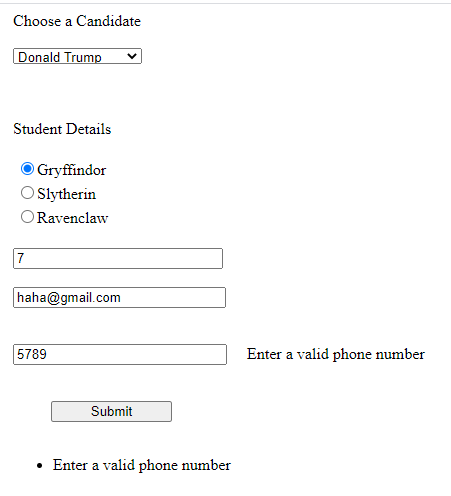 Choose a Candidate
Donald Trump
Student Details
Gryffindor
Slytherin
Ravenclaw
7
haha@gmail.com
5789 Enter a valid phone number
Submit
• Enter a valid phone number